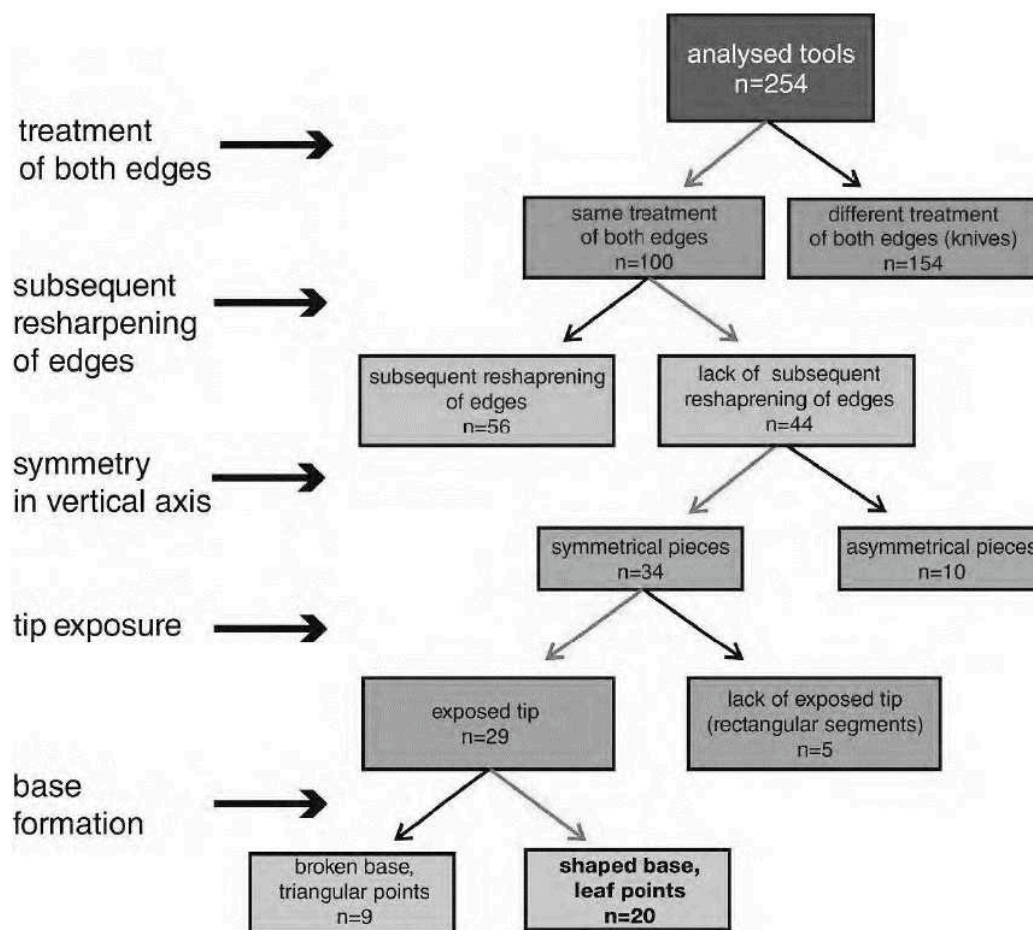 analysed tools
n=254
treatment
of both edges
same treatment
of both edges
n=100
different treatment
of both edges (knives)
n=154
subsequent
resharpening
of edges
subsequent reshaprening
of edges
n=56
lack of subsequent
reshaprening of edges
n=44
symmetry
in vertical axis
symmetrical pieces
n=34
asymmetrical pieces
n=10
tip exposure
exposed tip
n=29
lack of exposed tip
(rectangular segments)
n=5
base
formation
broken base,
triangular points
n=9
shaped base,
leaf points
n=20